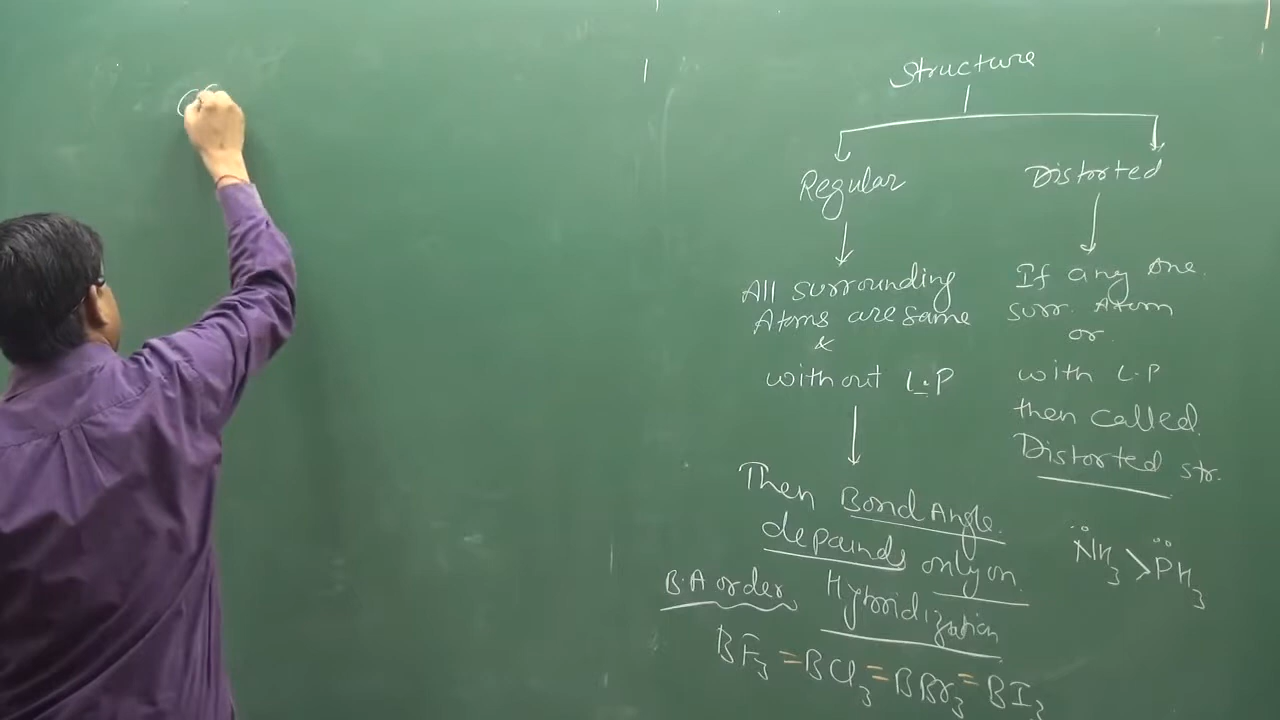 Structure
Regular
Distorted
All surrounding
Atoms are same
&
without L.P
If any one
surr. Atom
or
with L.P
then called
Distorted str.
Then Bond Angle
depainds only on
Hybridization
B.A order
BF3 = BCl3 = BBr3 = BI3
NH3 > PH3